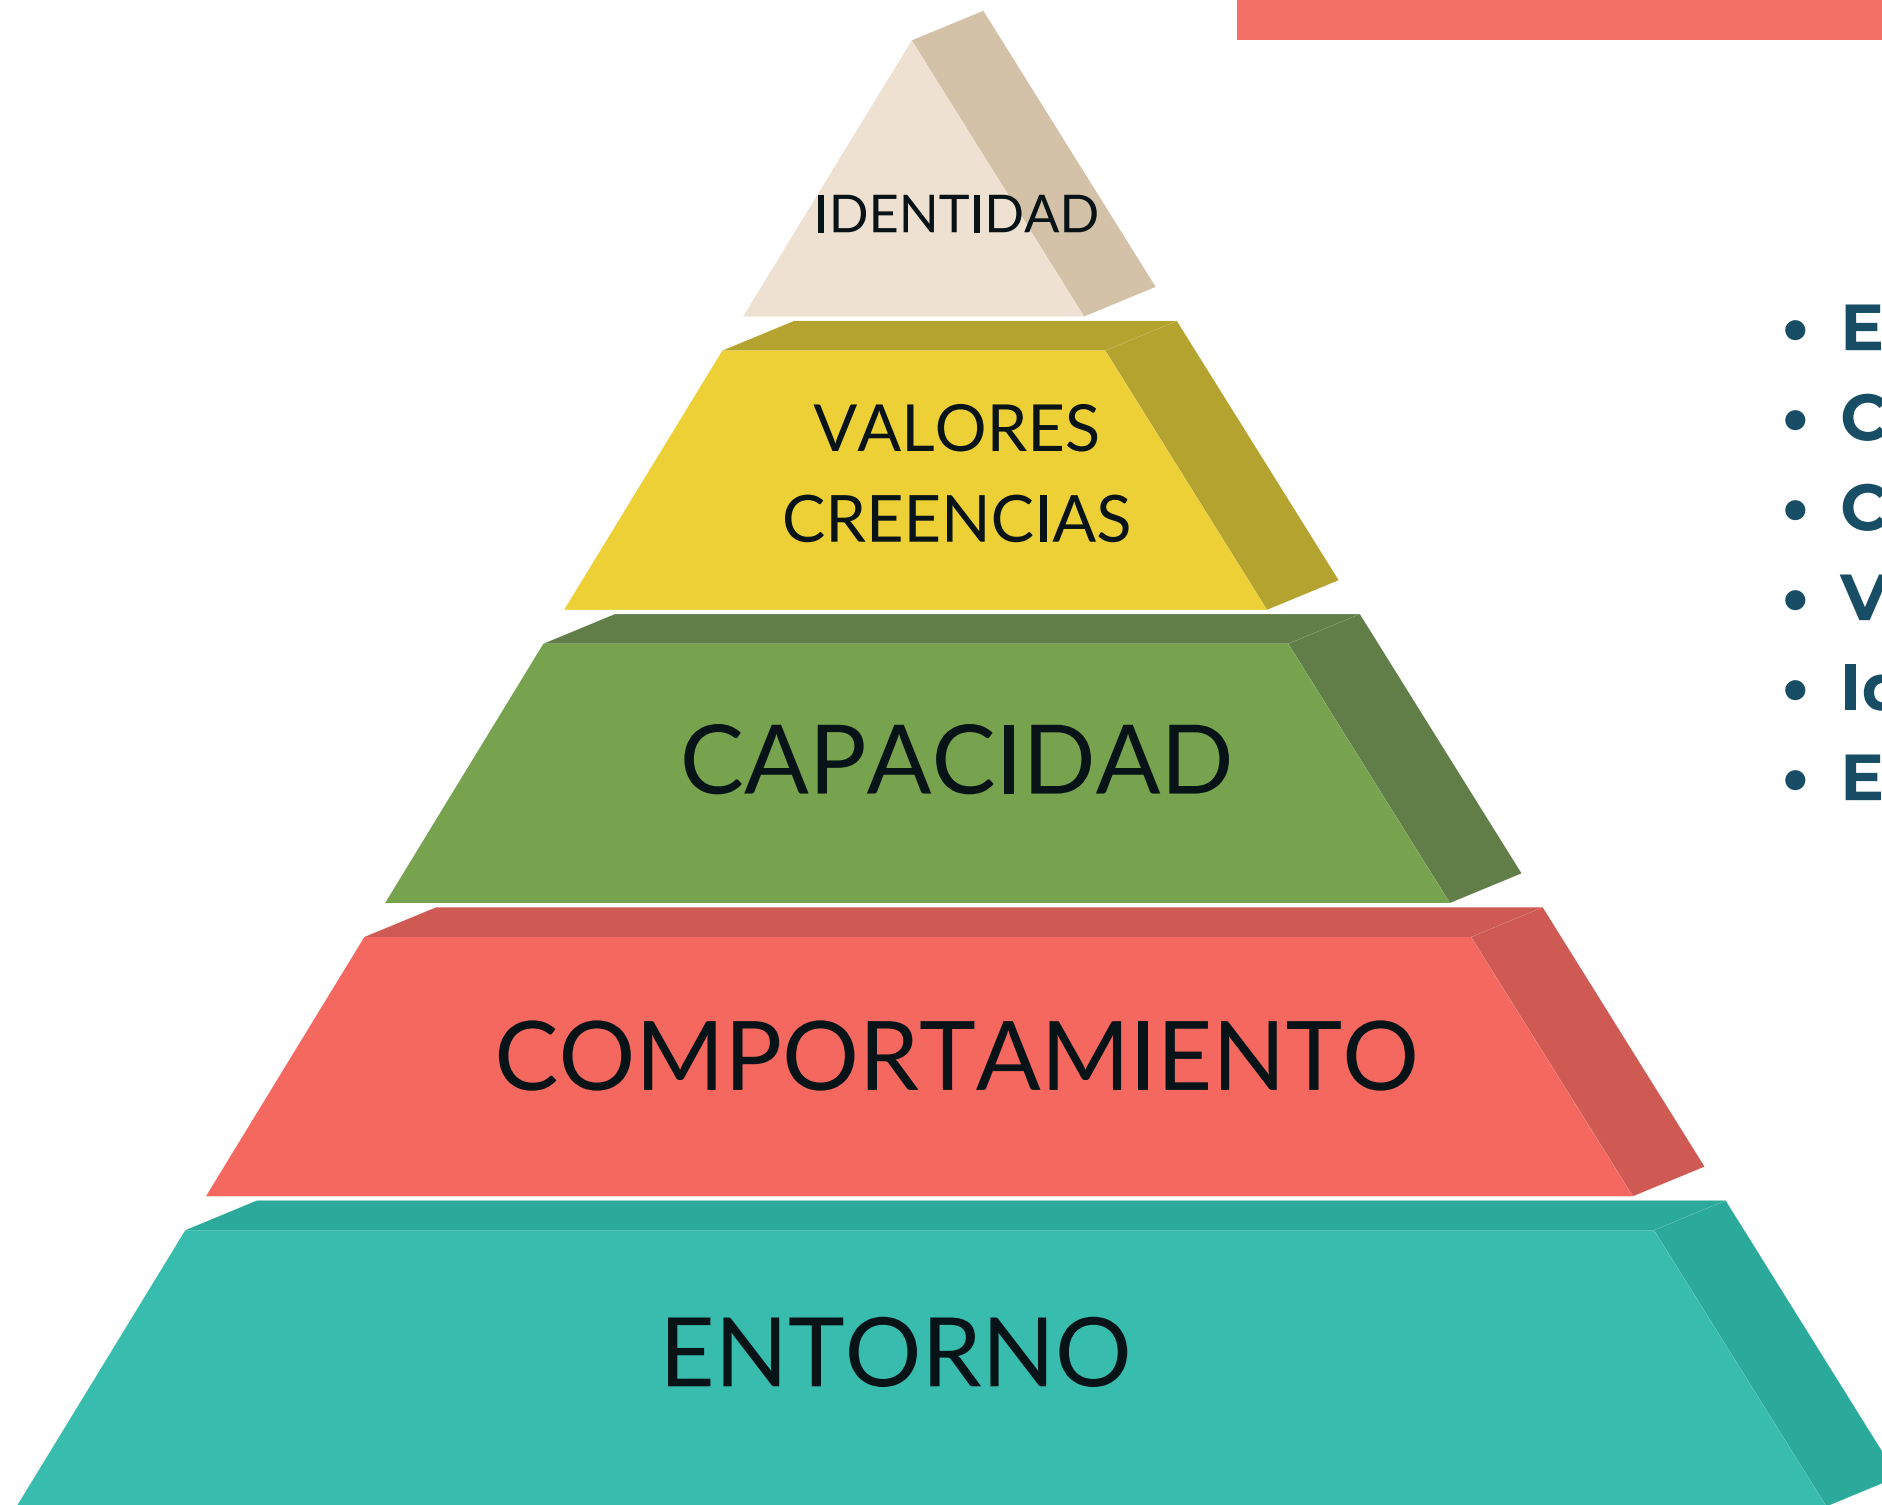 IDENTIDAD
VALORES
CREENCIAS
CAPACIDAD
COMPORTAMIENTO
ENTORNO